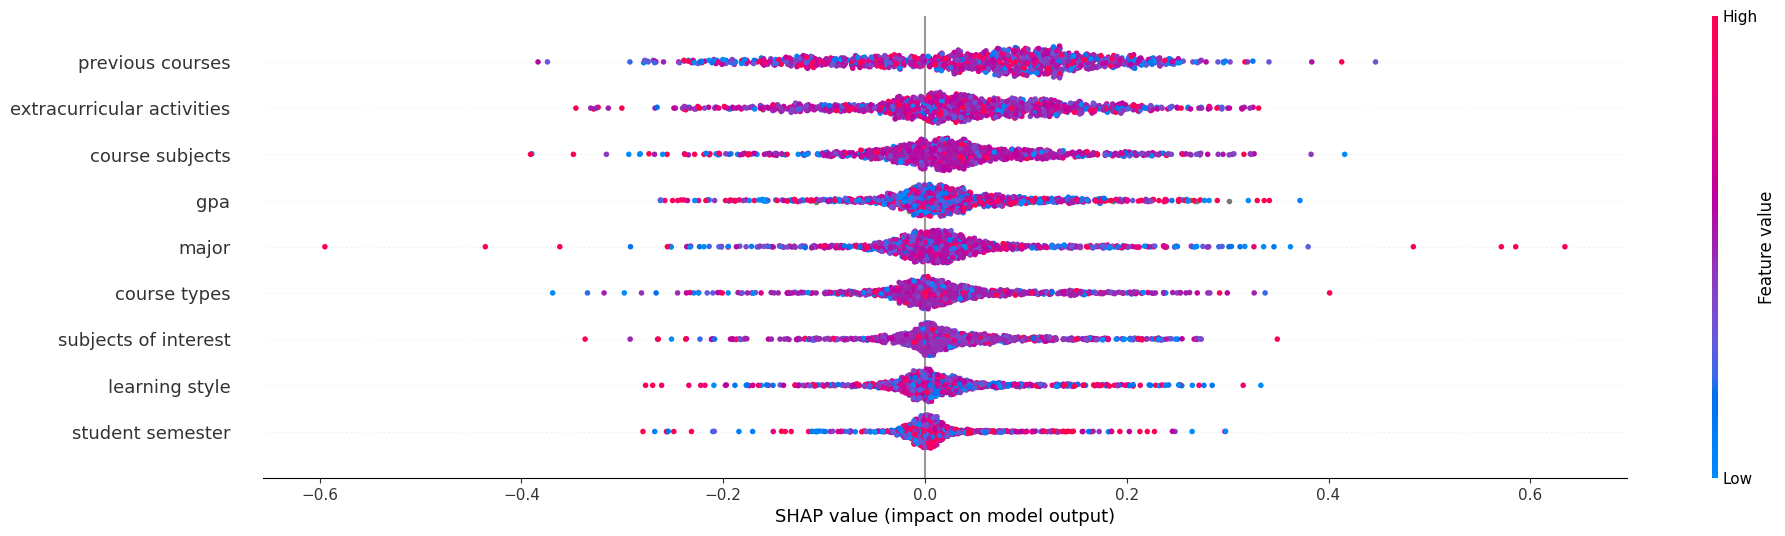 High
previous courses
extracurricular activities
course subjects
gpa
major
course types
subjects of interest
learning style
student semester
Feature value
Low
−0.6 −0.4 −0.2 0.0 0.2 0.4 0.6
SHAP value (impact on model output)